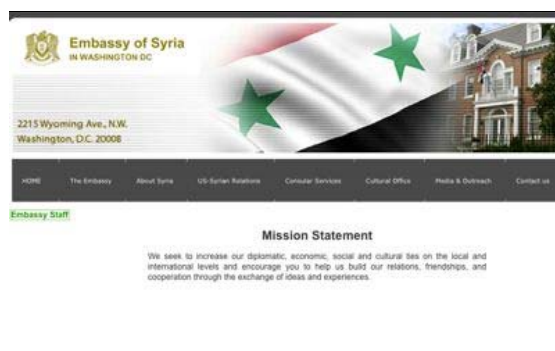 Embassy of Syria
IN WASHINGTON DC
2215 Wyoming Ave., N.W.
Washington, D.C. 20008
HOME The Embassy About Syria US-Syrian Relations Consular Services Cultural Office Media & Outreach Contact us
Embassy Staff
Mission Statement
We seek to increase our diplomatic, economic, social and cultural ties on the local and
international levels and encourage you to help us build our relations, friendships, and
cooperation through the exchange of ideas and experiences.